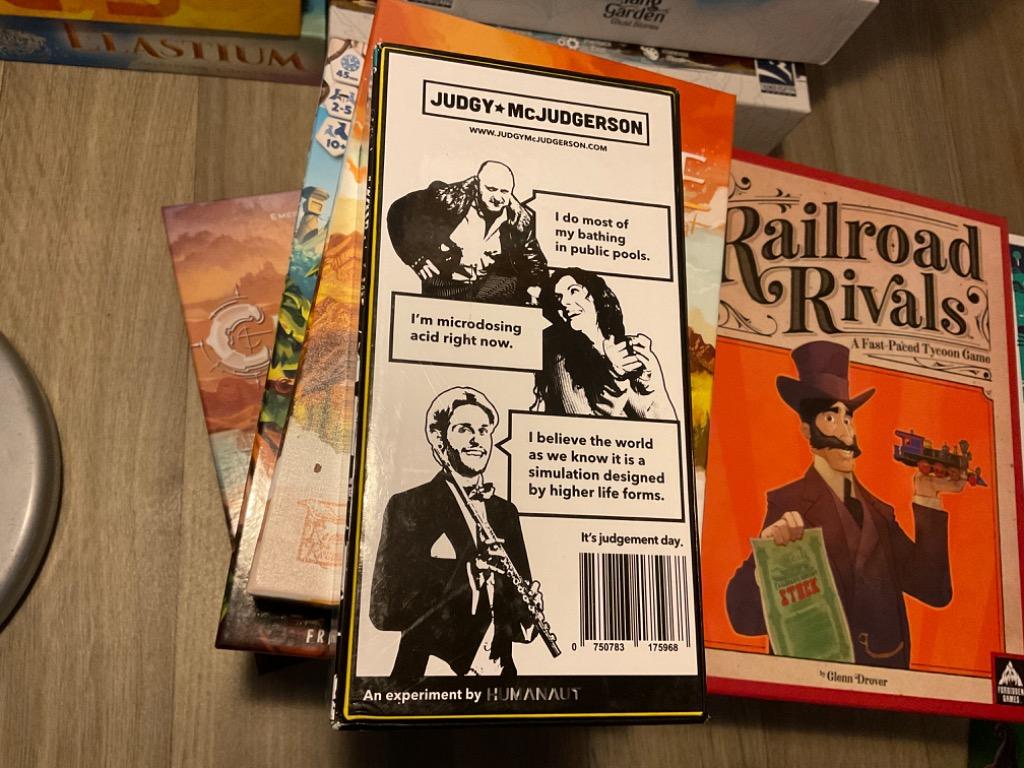 ELASTIUM
Garden
45
2-5
10+
JUDGY★McJUDGERSON
WWW.JUDGYMCJUDGERSON.COM
I do most of
my bathing
in public pools.
I'm microdosing
acid right now.
I believe the world
as we know it is a
simulation designed
by higher life forms.
It's judgement day.
0 750783 175968
An experiment by HUMANAUT
Railroad
Rivals
A Fast-Paced Tycoon Game
STOCK
by Glenn Drover
FORBIDDEN
GAMES